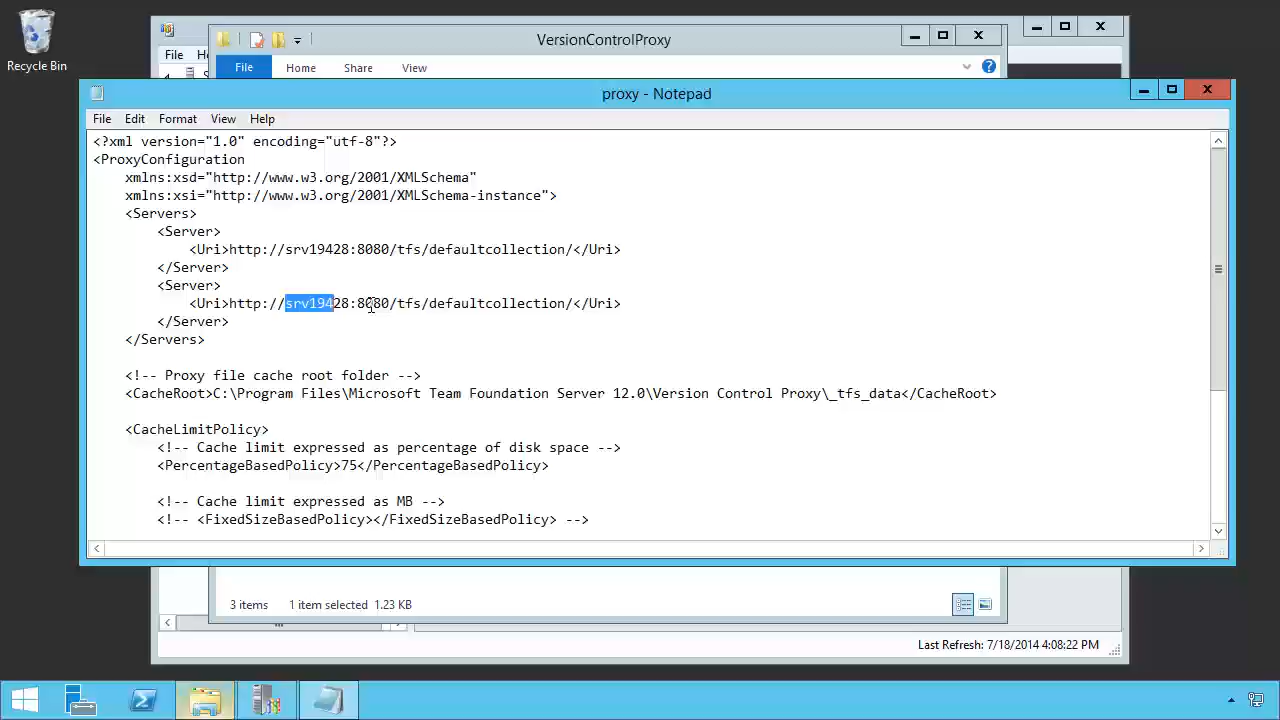 Recycle Bin
VersionControlProxy
File
File Home Share View
proxy - Notepad
File Edit Format View Help
<?xml version="1.0" encoding="utf-8"?>
<ProxyConfiguration
xmlns:xsd="http://www.w3.org/2001/XMLSchema"
xmlns:xsi="http://www.w3.org/2001/XMLSchema-instance">
<Servers>
<Server>
<Uri>http://srv19428:8080/tfs/defaultcollection/</Uri>
</Server>
<Server>
<Uri>http://srv19428:8080/tfs/defaultcollection/</Uri>
</Server>
</Servers>
<!-- Proxy file cache root folder -->
<CacheRoot>C:\Program Files\Microsoft Team Foundation Server 12.0\Version Control Proxy\_tfs_data</CacheRoot>
<CacheLimitPolicy>
<!-- Cache limit expressed as percentage of disk space -->
<PercentageBasedPolicy>75</PercentageBasedPolicy>
<!-- Cache limit expressed as MB -->
<!-- <FixedSizeBasedPolicy></FixedSizeBasedPolicy> -->
3 items 1 item selected 1.23 KB
Last Refresh: 7/18/2014 4:08:22 PM